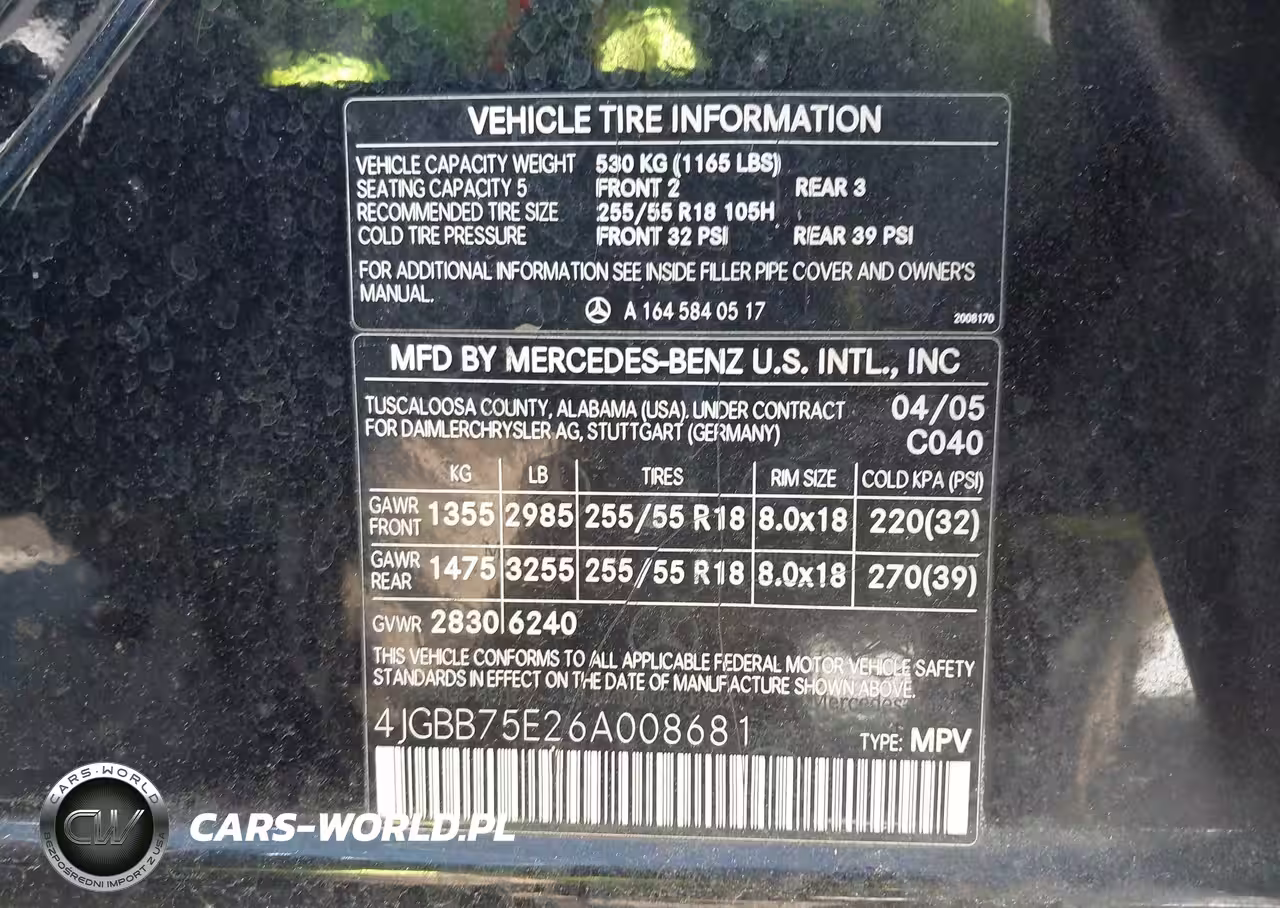 VEHICLE TIRE INFORMATION
VEHICLE CAPACITY WEIGHT 530 KG (1165 LBS)
SEATING CAPACITY 5 FRONT 2 REAR 3
RECOMMENDED TIRE SIZE 255/55 R18 105H
COLD TIRE PRESSURE FRONT 32 PSI REAR 39 PSI
FOR ADDITIONAL INFORMATION SEE INSIDE FILLER PIPE COVER AND OWNER'S
MANUAL.
A 164 584 05 17
2008170
MFD BY MERCEDES-BENZ U.S. INTL., INC
TUSCALOOSA COUNTY, ALABAMA (USA). UNDER CONTRACT 04/05
FOR DAIMLERCHRYSLER AG, STUTTGART (GERMANY) C040
KG LB TIRES RIM SIZE COLD KPA (PSI)
GAWR FRONT 1355 2985 255/55 R18 8.0x18 220(32)
GAWR REAR 1475 3255 255/55 R18 8.0x18 270(39)
GVWR 2830 6240
THIS VEHICLE CONFORMS TO ALL APPLICABLE FEDERAL MOTOR VEHICLE SAFETY
STANDARDS IN EFFECT ON THE DATE OF MANUFACTURE SHOWN ABOVE.
Mercedes
4JGBB75E26A008681 TYPE: MPV
CARS-WORLD
CW
BEZPOŚREDNI IMPORT Z USA
CARS-WORLD.PL